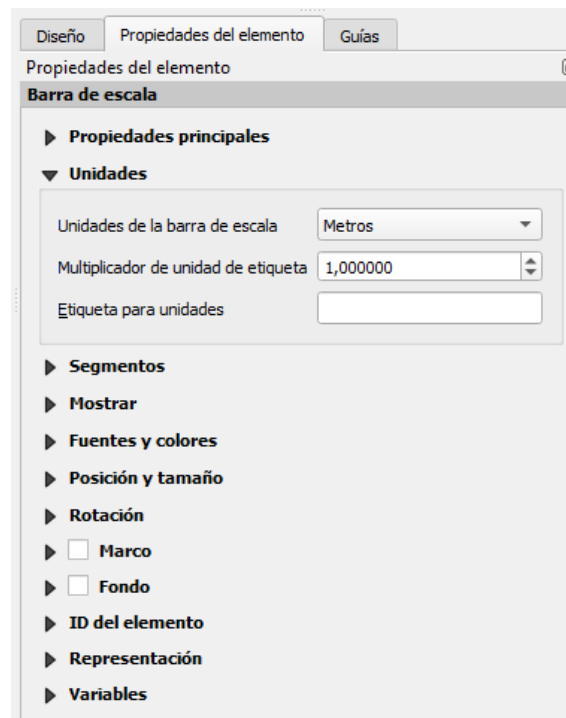 Diseño Propiedades del elemento Guías
Propiedades del elemento
Barra de escala
Propiedades principales
Unidades
Unidades de la barra de escala Metros
Multiplicador de unidad de etiqueta 1,000000
Etiqueta para unidades
Segmentos
Mostrar
Fuentes y colores
Posición y tamaño
Rotación
Marco
Fondo
ID del elemento
Representación
Variables